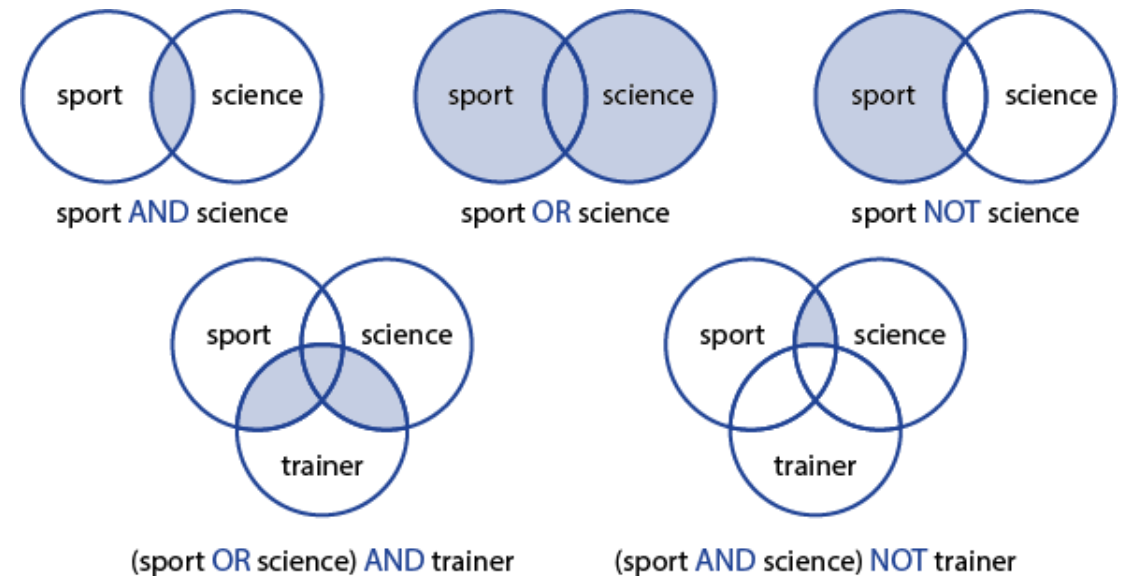 sport science
sport AND science
sport science
sport OR science
sport science
sport NOT science
sport science
trainer
(sport OR science) AND trainer
sport science
trainer
(sport AND science) NOT trainer